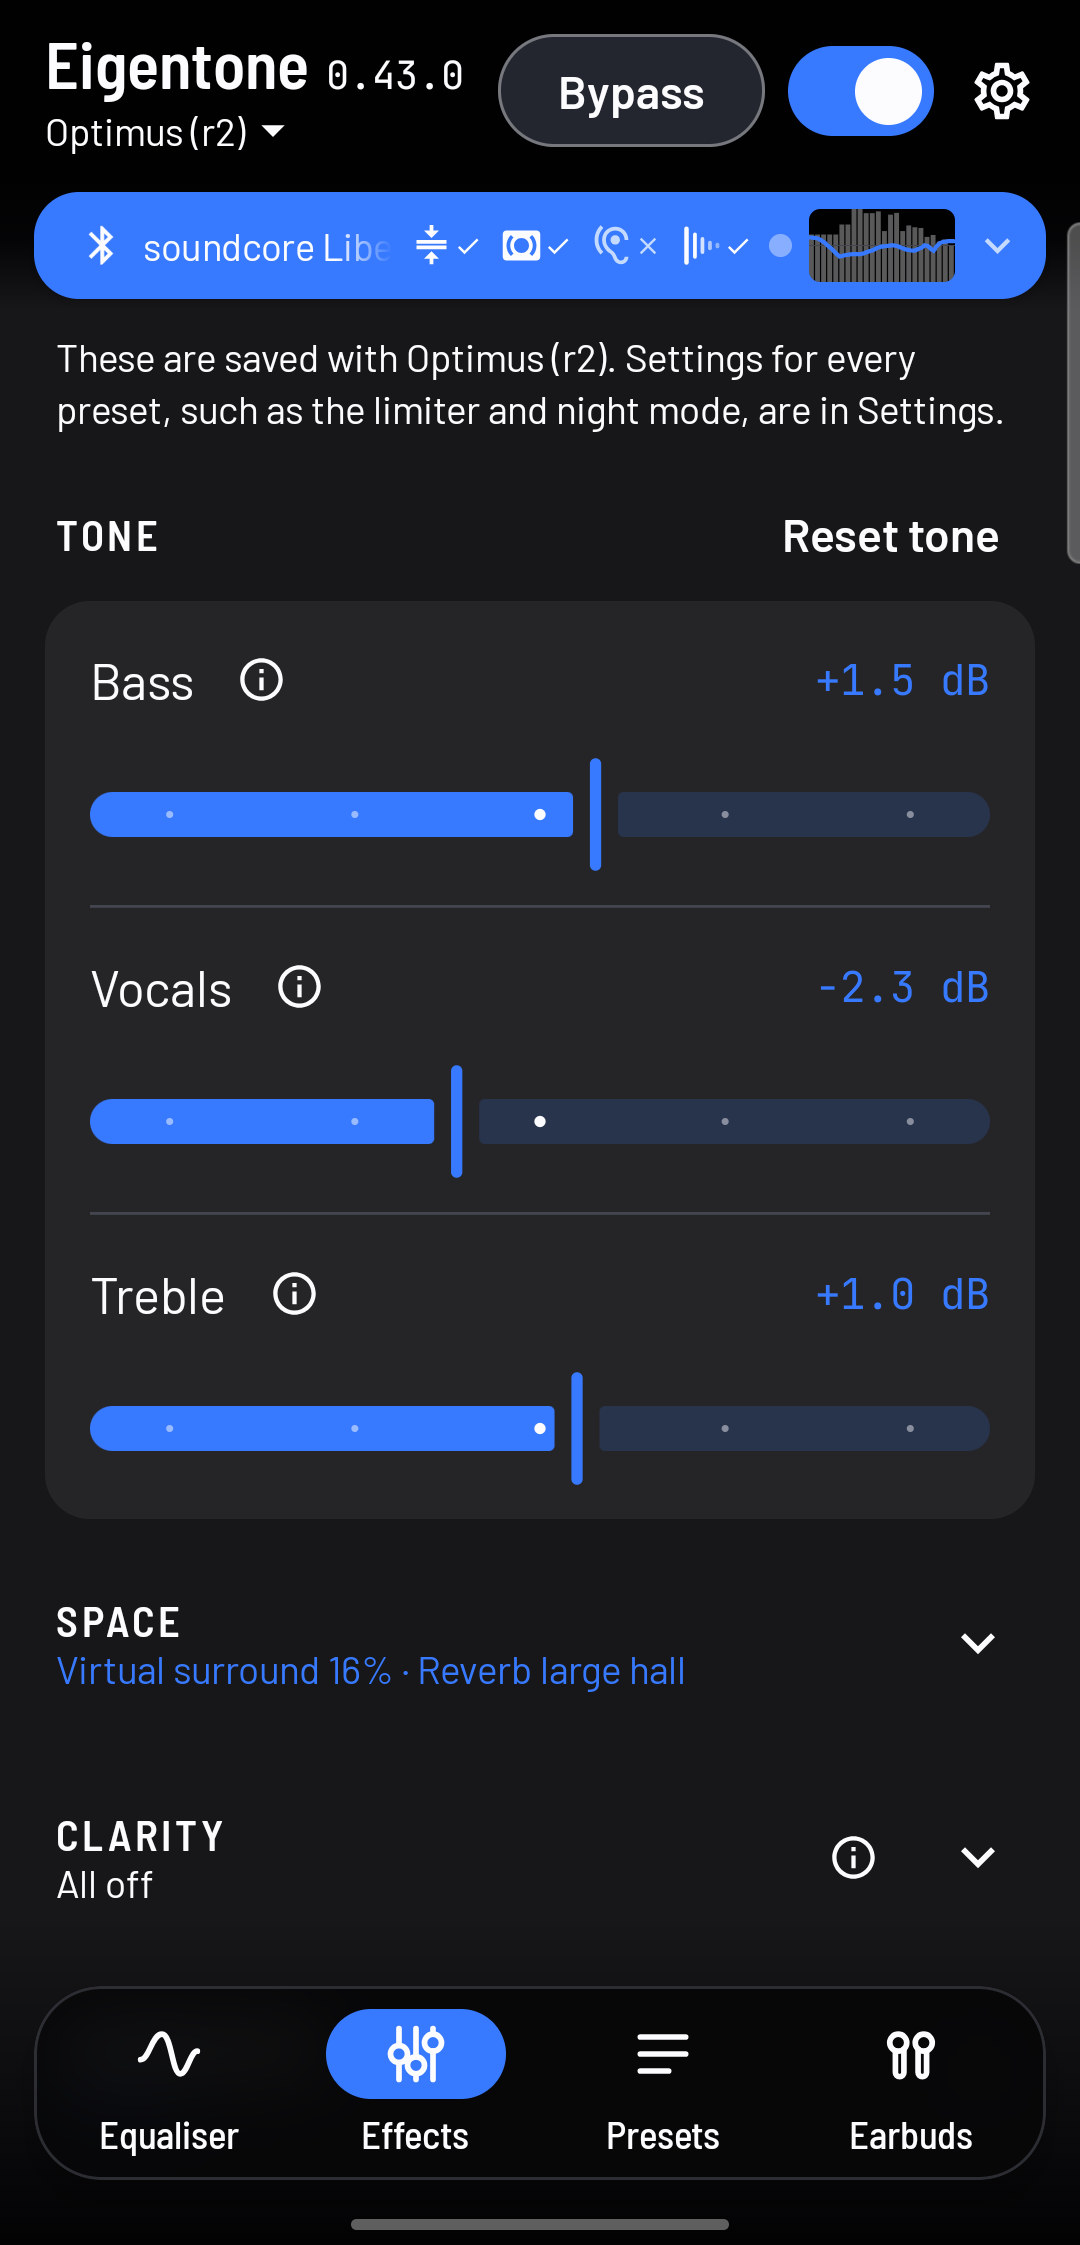 Eigentone 0.43.0
Optimus (r2)
Bypass
soundcore Libe
These are saved with Optimus (r2). Settings for every
preset, such as the limiter and night mode, are in Settings.
TONE
Reset tone
Bass
+1.5 dB
Vocals
-2.3 dB
Treble
+1.0 dB
SPACE
Virtual surround 16% · Reverb large hall
CLARITY
All off
Equaliser
Effects
Presets
Earbuds